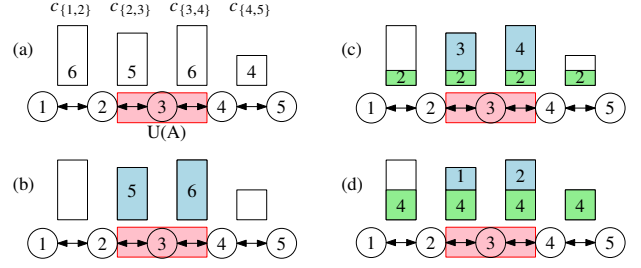 c{1,2} c{2,3} c{3,4} c{4,5}
(a) 6 5 6 4
1 2 3 4 5
U(A)
(b) 5 6
1 2 3 4 5
(c) 3 4
2 2 2 2
1 2 3 4 5
(d) 1 2
4 4 4 4
1 2 3 4 5